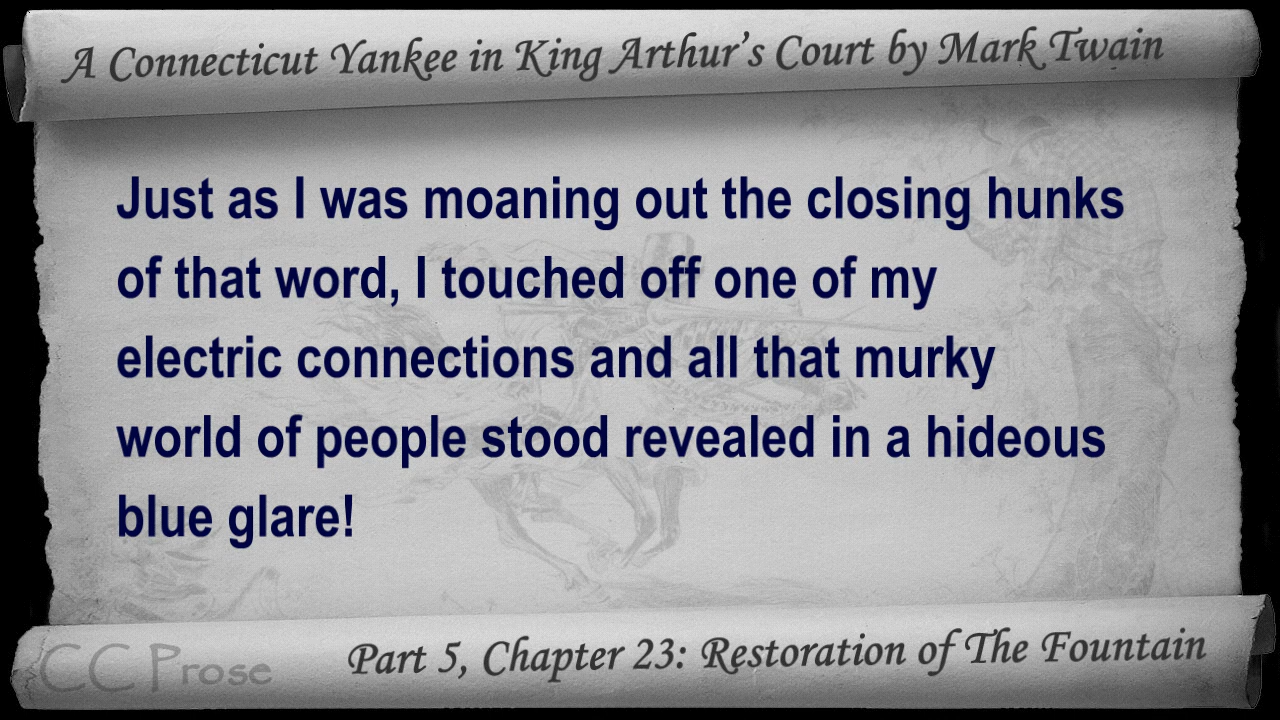 A Connecticut Yankee in King Arthur's Court by Mark Twain
Just as I was moaning out the closing hunks
of that word, I touched off one of my
electric connections and all that murky
world of people stood revealed in a hideous
blue glare!
CC Prose
Part 5, Chapter 23: Restoration of The Fountain